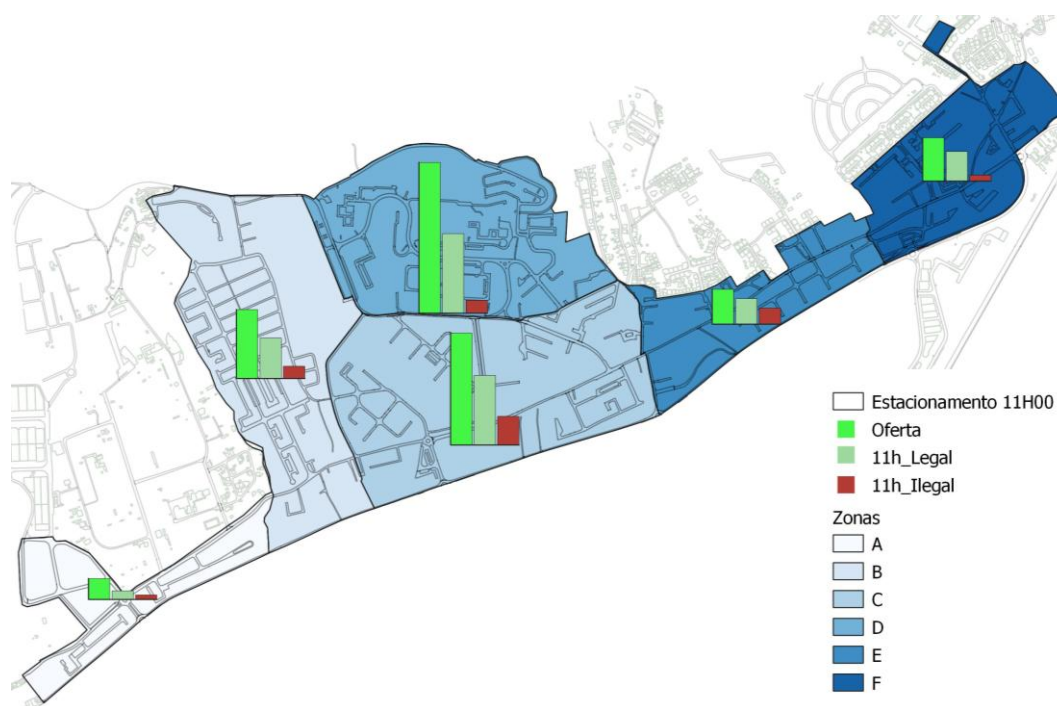 Estacionamento 11H00
Oferta
11h_Legal
11h_Ilegal
Zonas
A
B
C
D
E
F